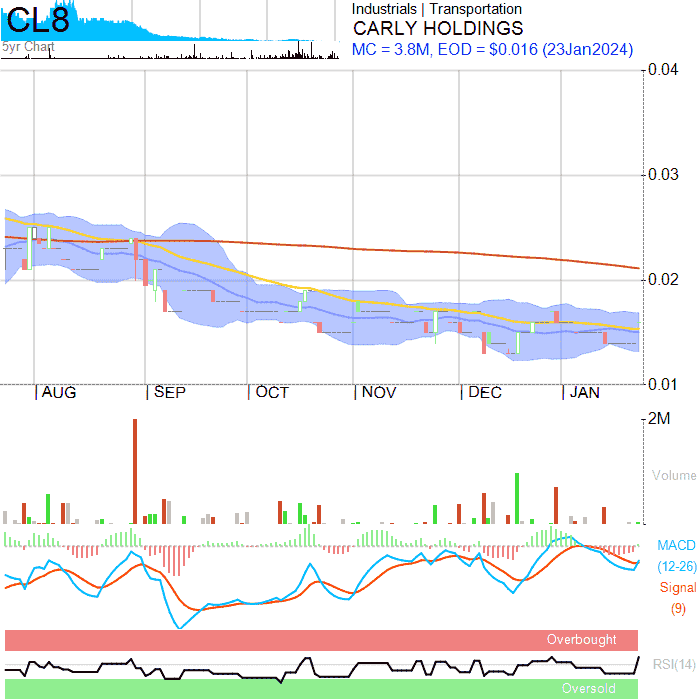 CL8
5yr Chart
Industrials | Transportation
CARLY HOLDINGS
MC = 3.8M, EOD = $0.016 (23Jan2024)
0.04
0.03
0.02
0.01
AUG SEP OCT NOV DEC JAN
2M
Volume
MACD
(12-26)
Signal
(9)
Overbought
RSI(14)
Oversold